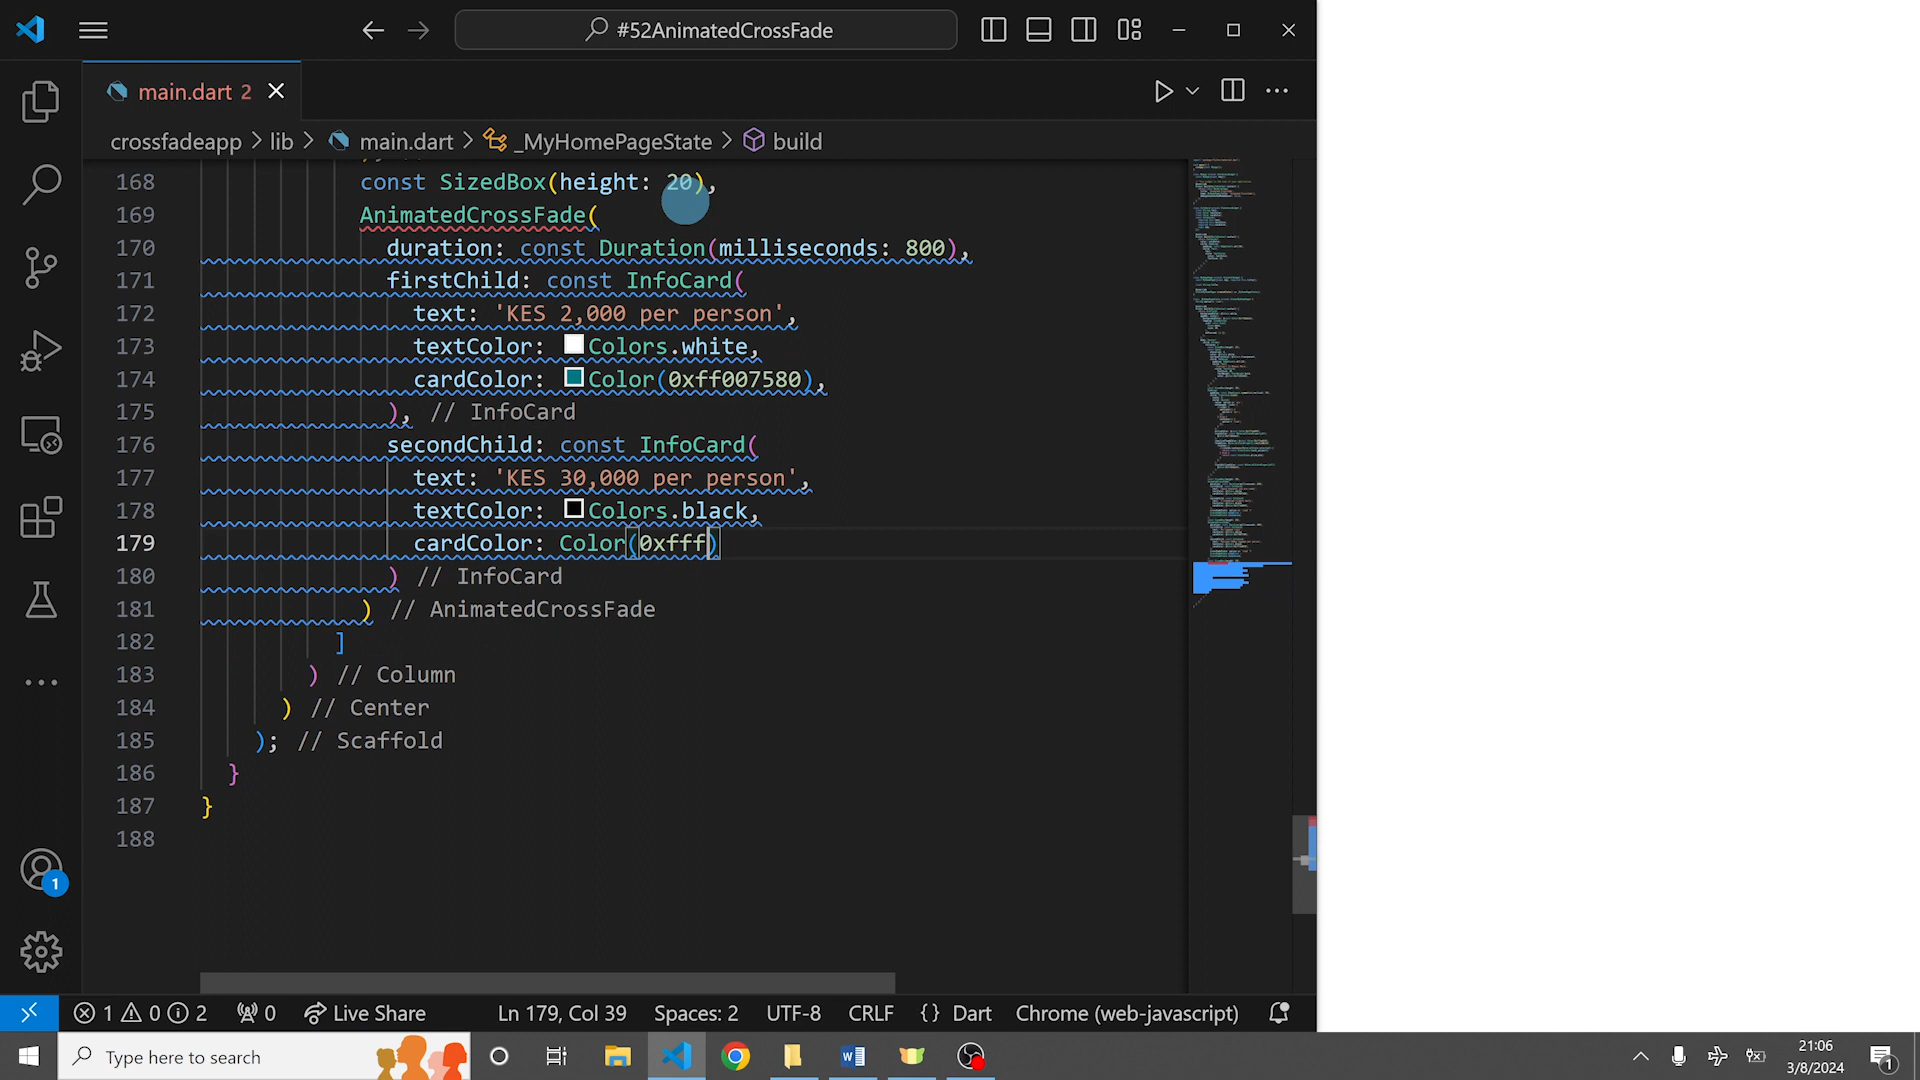 #52AnimatedCrossFade
main.dart 2
crossfadeapp > lib > main.dart > _MyHomePageState > build
168 const SizedBox(height: 20),
169 AnimatedCrossFade(
170 duration: const Duration(milliseconds: 800),
171 firstChild: const InfoCard(
172 text: 'KES 2,000 per person',
173 textColor: Colors.white,
174 cardColor: Color(0xff007580),
175 ), // InfoCard
176 secondChild: const InfoCard(
177 text: 'KES 30,000 per person',
178 textColor: Colors.black,
179 cardColor: Color(0xfff)
180 ) // InfoCard
181 ) // AnimatedCrossFade
182 ]
183 ) // Column
184 ) // Center
185 ); // Scaffold
186 }
187 }
188
1
1 0 2 0 Live Share Ln 179, Col 39 Spaces: 2 UTF-8 CRLF {} Dart Chrome (web-javascript)
Type here to search
21:06
3/8/2024
1